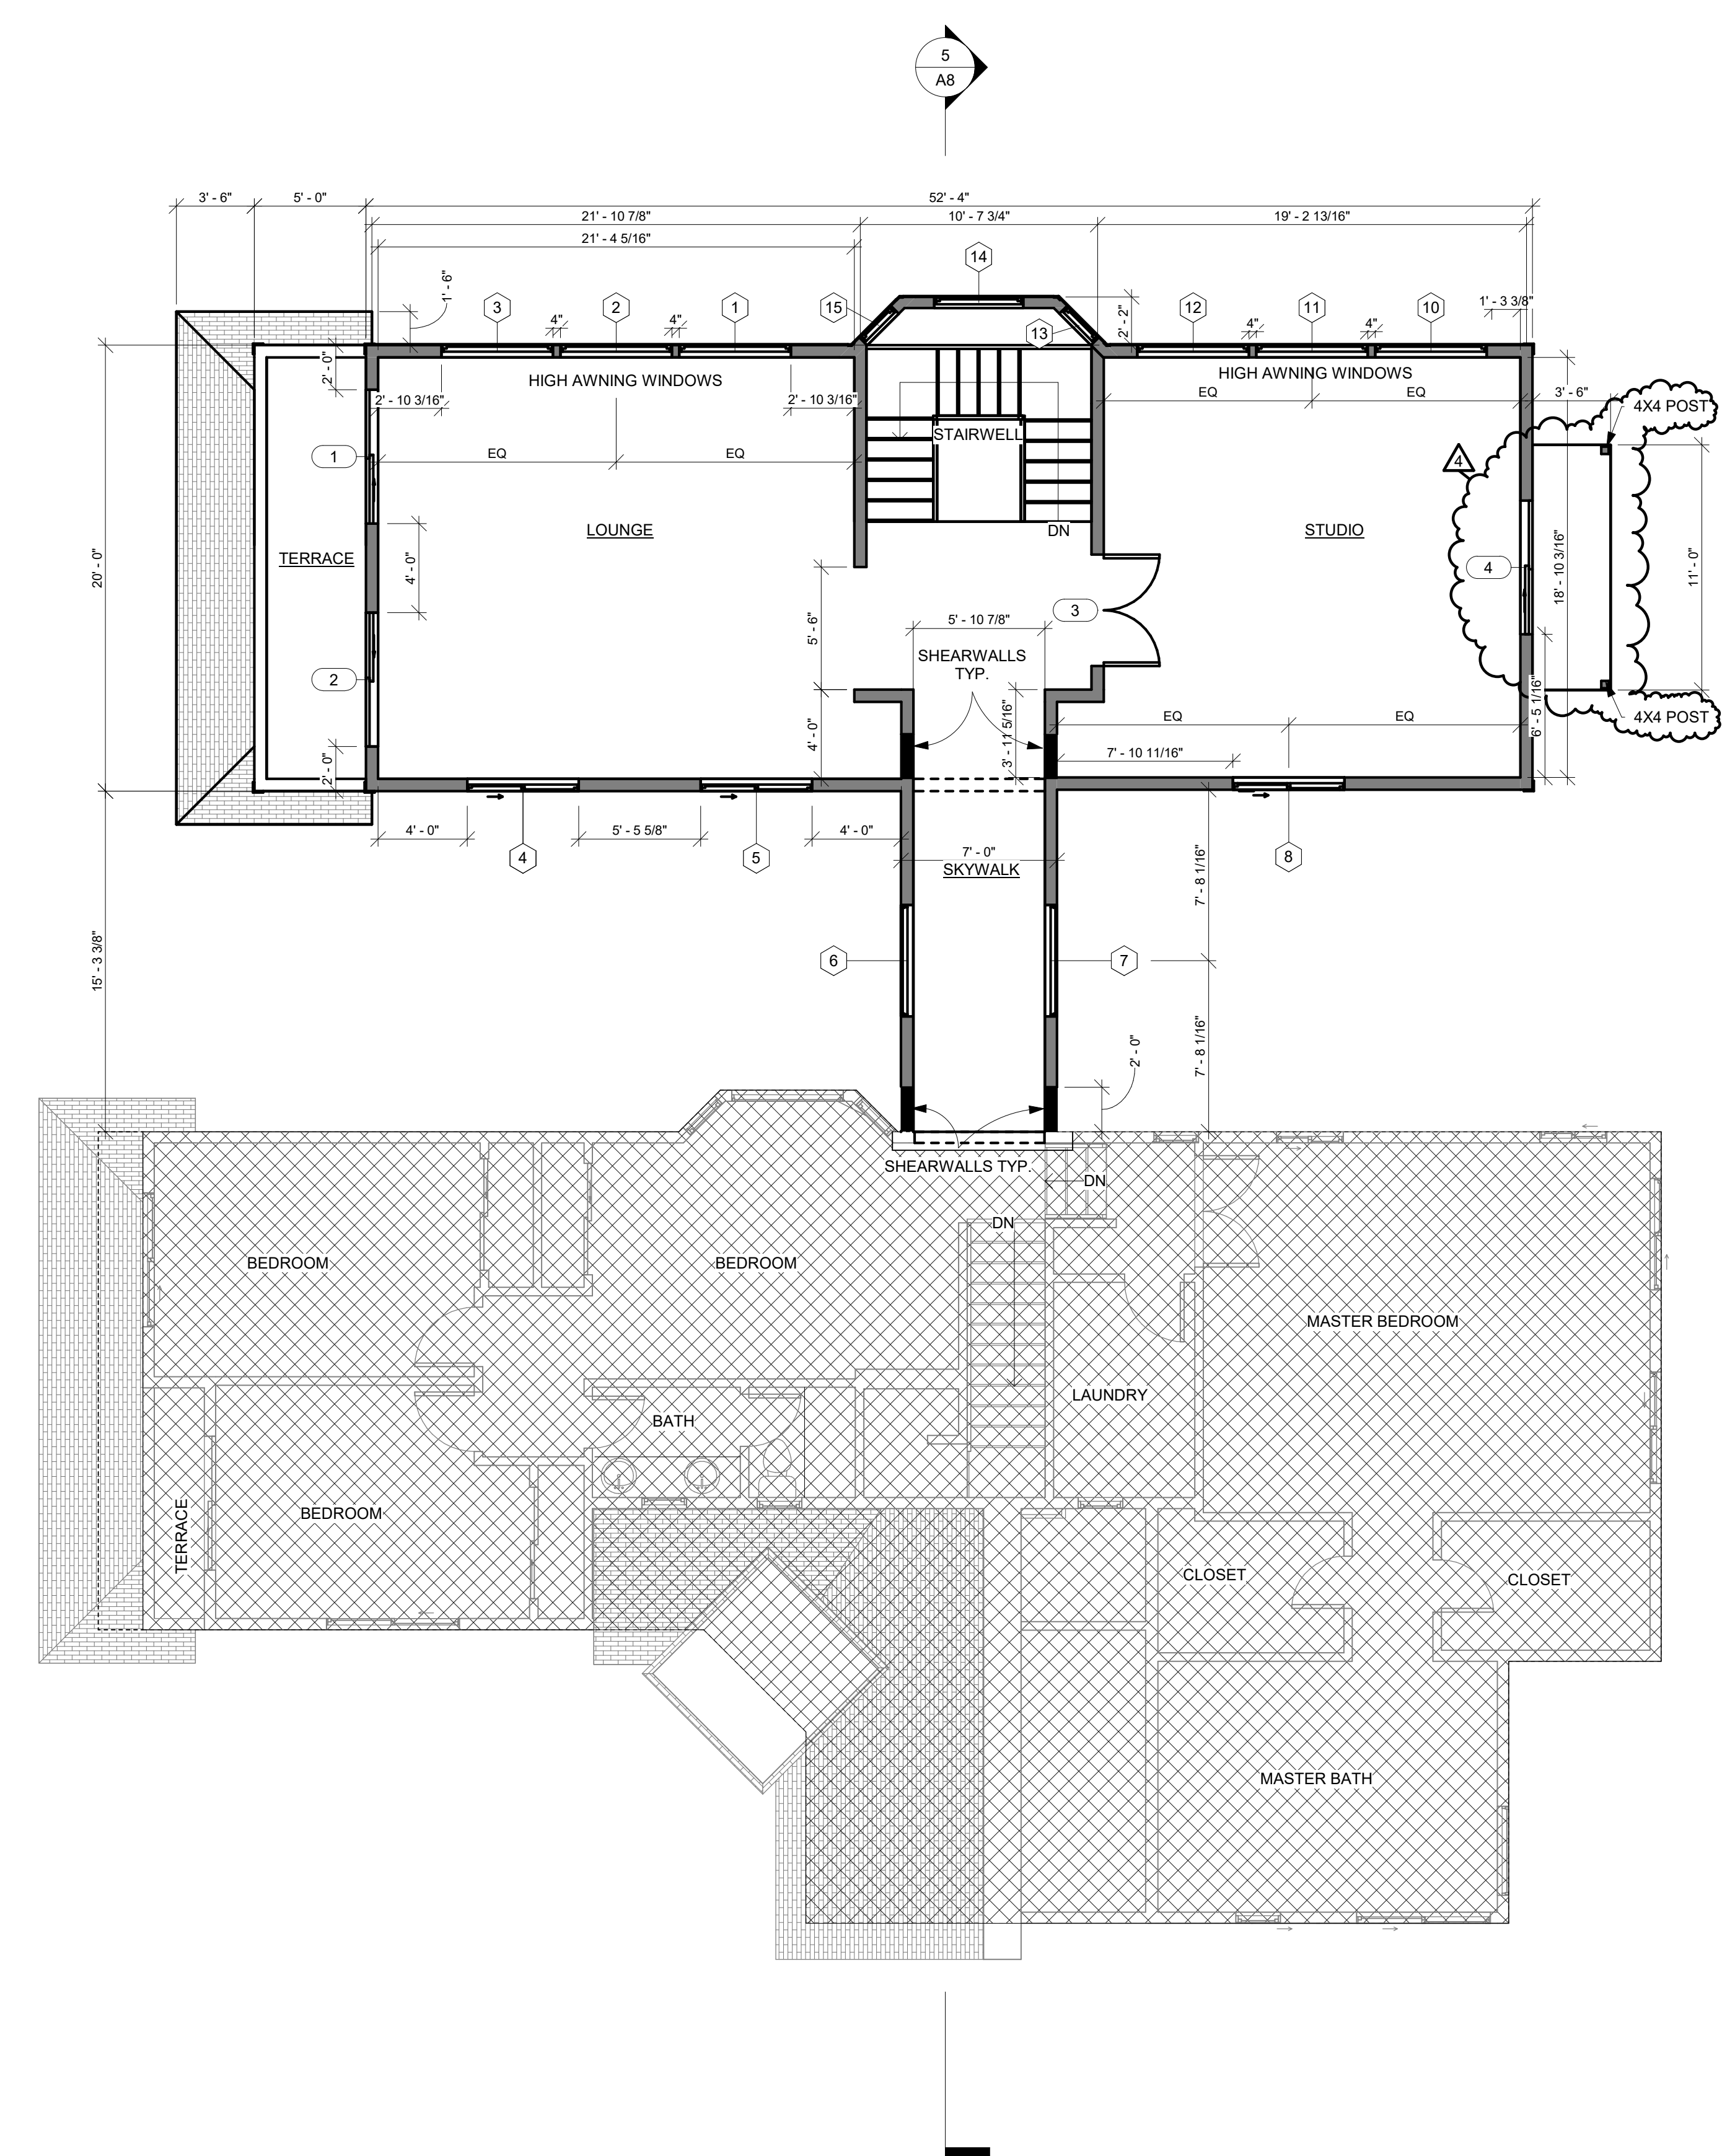 5
A8
3' - 6"
5' - 0"
52' - 4"
21' - 10 7/8"
10' - 7 3/4"
19' - 2 13/16"
21' - 4 5/16"
14
1' - 6"
3
4"
2
4"
1
15
13
2' - 2"
12
4"
11
4"
10
1' - 3 3/8"
2' - 0"
HIGH AWNING WINDOWS
HIGH AWNING WINDOWS
2' - 10 3/16"
2' - 10 3/16"
EQ
EQ
3' - 6"
4X4 POST
STAIRWELL
1
EQ
EQ
4
LOUNGE
DN
STUDIO
TERRACE
20' - 0"
4' - 0"
4
18' - 10 3/16"
11' - 0"
3
5' - 6"
5' - 10 7/8"
SHEARWALLS
TYP.
2
6' - 5 1/16"
4X4 POST
EQ
EQ
4' - 0"
3' - 11 5/16"
7' - 10 11/16"
2' - 0"
4' - 0"
5' - 5 5/8"
4' - 0"
4
5
7' - 0"
SKYWALK
8
7' - 8 1/16"
15' - 3 3/8"
6
7
2' - 0"
7' - 8 1/16"
SHEARWALLS TYP.
DN
DN
BEDROOM
BEDROOM
MASTER BEDROOM
LAUNDRY
BATH
TERRACE
BEDROOM
CLOSET
CLOSET
MASTER BATH